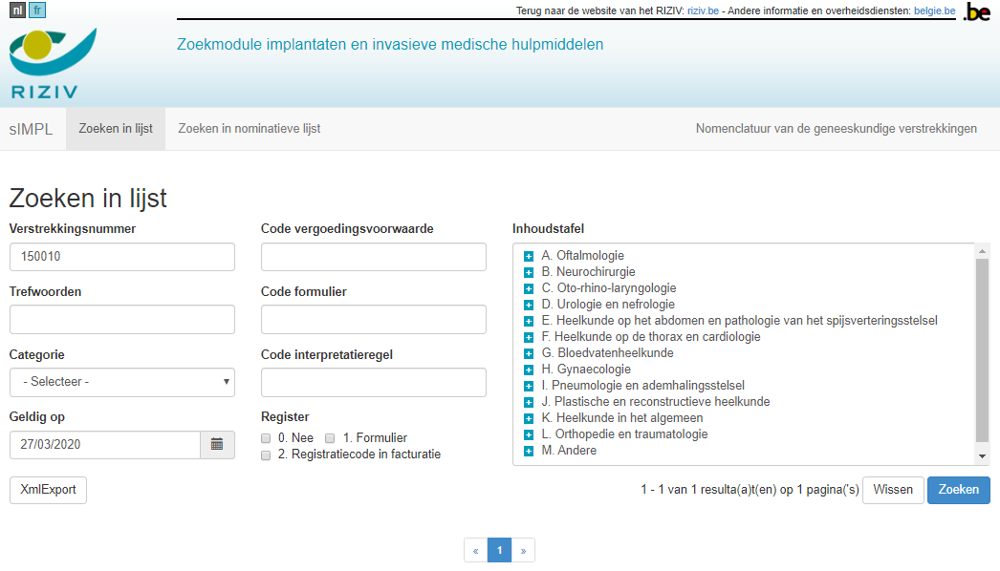 nl fr
Terug naar de website van het RIZIV: riziv.be - Andere informatie en overheidsdiensten: belgie.be
.be
Zoekmodule implantaten en invasieve medische hulpmiddelen
RIZIV
sIMPL Zoeken in lijst Zoeken in nominatieve lijst Nomenclatuur van de geneeskundige verstrekkingen
Zoeken in lijst
Verstrekkingsnummer
150010
Trefwoorden
Categorie
- Selecteer -
Geldig op
27/03/2020
XmlExport
Code vergoedingsvoorwaarde
Code formulier
Code interpretatieregel
Register
0. Nee 1. Formulier
2. Registratiecode in facturatie
Inhoudstafel
A. Oftalmologie
B. Neurochirurgie
C. Oto-rhino-laryngologie
D. Urologie en nefrologie
E. Heelkunde op het abdomen en pathologie van het spijsverteringsstelsel
F. Heelkunde op de thorax en cardiologie
G. Bloedvatenheelkunde
H. Gynaecologie
I. Pneumologie en ademhalingsstelsel
J. Plastische en reconstructieve heelkunde
K. Heelkunde in het algemeen
L. Orthopedie en traumatologie
M. Andere
1 - 1 van 1 resulta(a)t(en) op 1 pagina('s) Wissen Zoeken
« 1 »